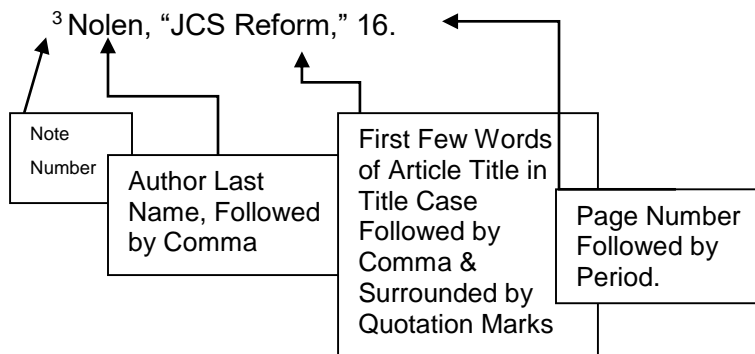 3 Nolen, “JCS Reform,” 16.
Note
Number
Author Last
Name, Followed
by Comma
First Few Words
of Article Title in
Title Case
Followed by
Comma &
Surrounded by
Quotation Marks
Page Number
Followed by
Period.